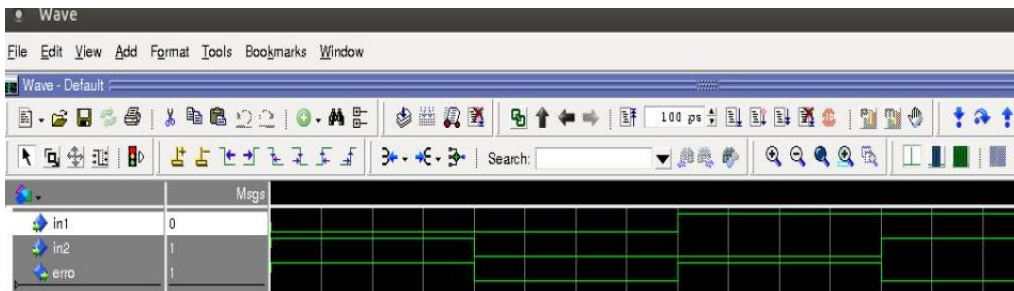 Wave
File Edit View Add Format Tools Bookmarks Window
Wave - Default
100 ps
Search:
Msgs
in1 0
in2 1
erro 1